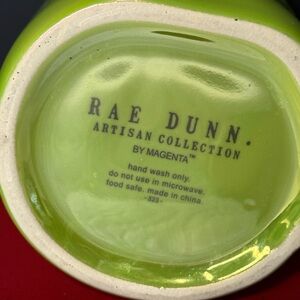 RAE DUNN.
ARTISAN COLLECTION
BY MAGENTA™
hand wash only.
do not use in microwave.
food safe. made in china.
-323-